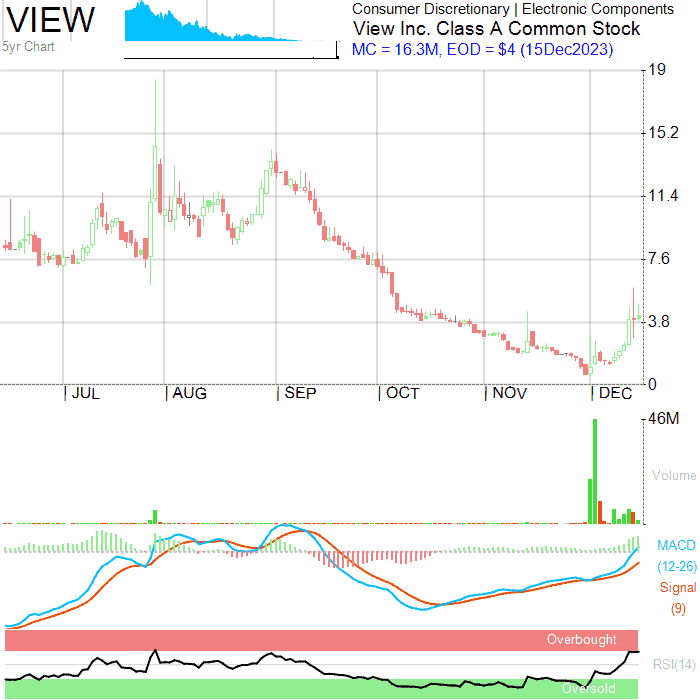 VIEW
5yr Chart
Consumer Discretionary | Electronic Components
View Inc. Class A Common Stock
MC = 16.3M, EOD = $4 (15Dec2023)
19
15.2
11.4
7.6
3.8
0
| JUL | AUG | SEP | OCT | NOV | DEC
46M
Volume
MACD
(12-26)
Signal
(9)
Overbought
RSI(14)
Oversold